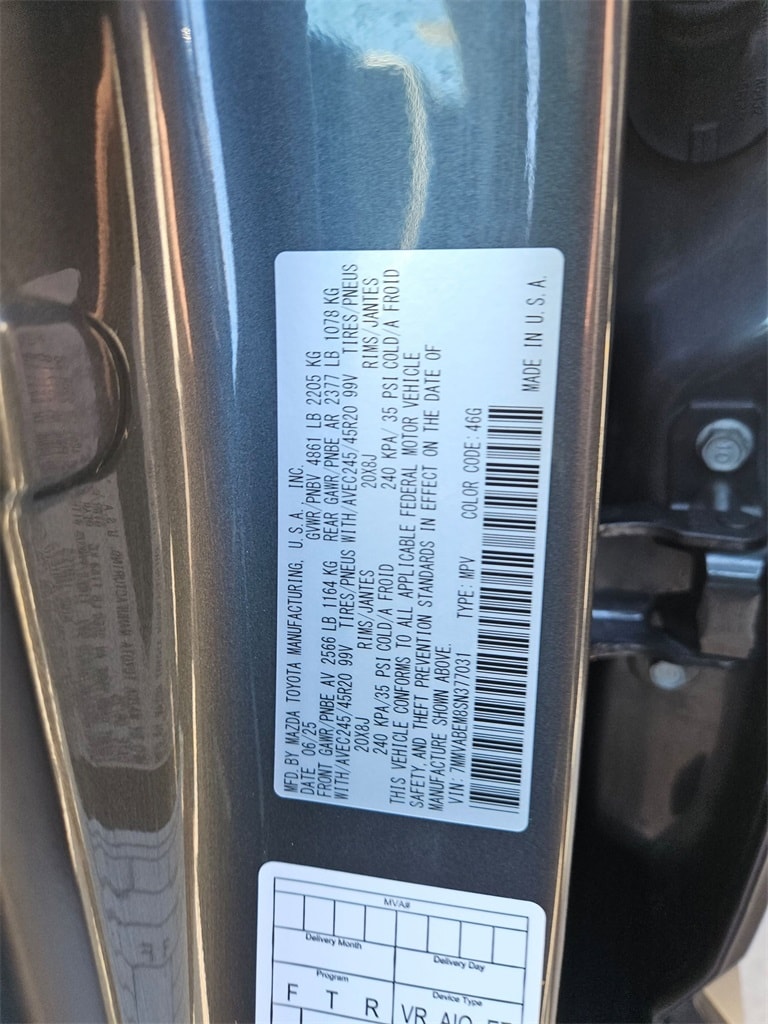 MFD.BY MAZDA TOYOTA MANUFACTURING, U.S.A. INC.
DATE 06/25 GVWR/PNBV 4861 LB 2205 KG
FRONT GAWR/PNBE AV 2566 LB 1164 KG REAR GAWR/PNBE AR 2377 LB 1078 KG
WITH/AVEC245/45R20 99V TIRES/PNEUS WITH/AVEC245/45R20 99V TIRES/PNEUS
20X8J RIMS/JANTES 20X8J RIMS/JANTES
240 KPA/35 PSI COLD/A FROID 240 KPA/35 PSI COLD/A FROID
THIS VEHICLE CONFORMS TO ALL APPLICABLE FEDERAL MOTOR VEHICLE
SAFETY,AND THEFT PREVENTION STANDARDS IN EFFECT ON THE DATE OF
MANUFACTURE SHOWN ABOVE.
VIN: 7MMVABEM8SN377031 TYPE: MPV COLOR CODE: 46G
MADE IN U.S.A.
MVA#
Delivery Month Delivery Day
Program Device Type
F T R VR AIO